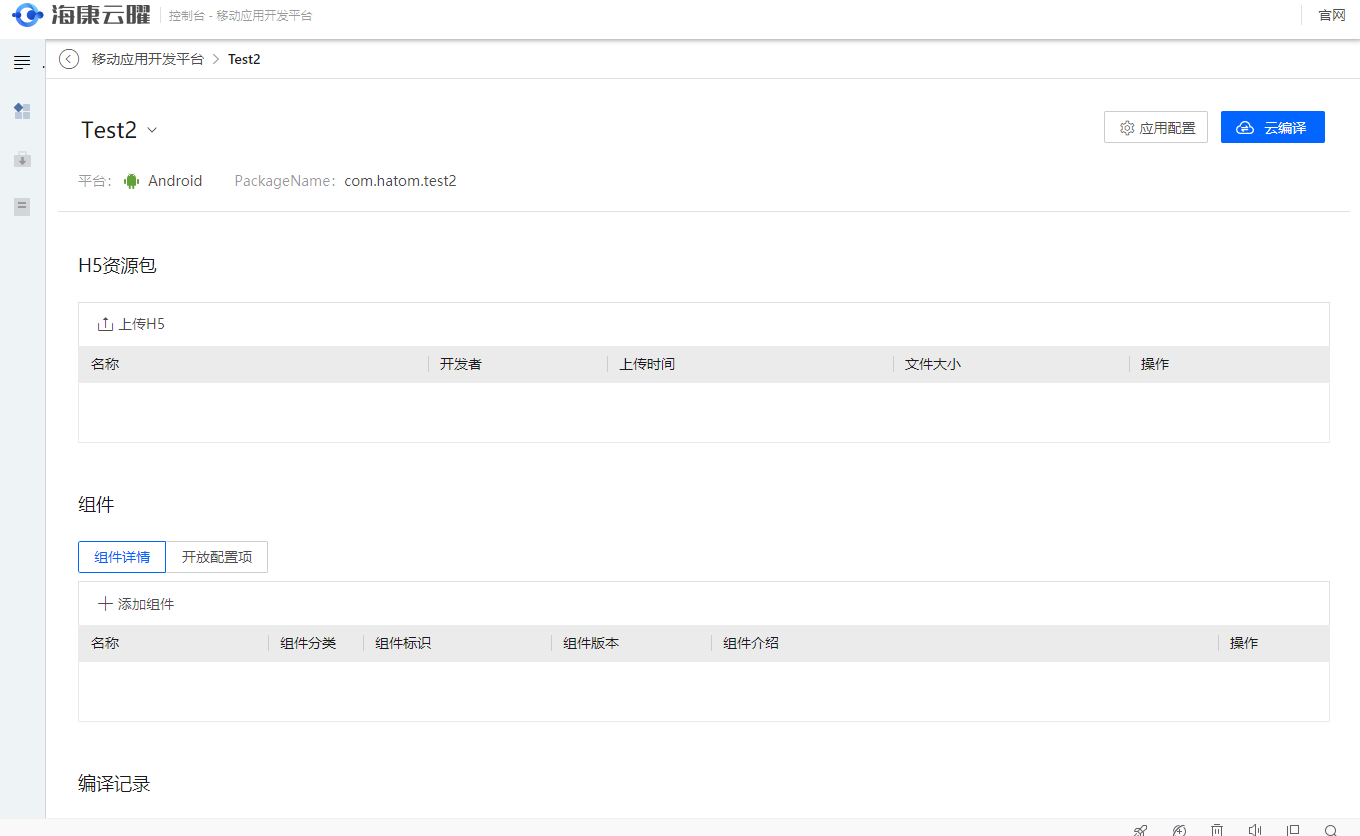 海康云曜 控制台 - 移动应用开发平台 官网
移动应用开发平台 > Test2
Test2 应用配置 云编译
平台： Android PackageName： com.hatom.test2
H5资源包
上传H5
名称 开发者 上传时间 文件大小 操作
组件
组件详情 开放配置项
添加组件
名称 组件分类 组件标识 组件版本 组件介绍 操作
编译记录